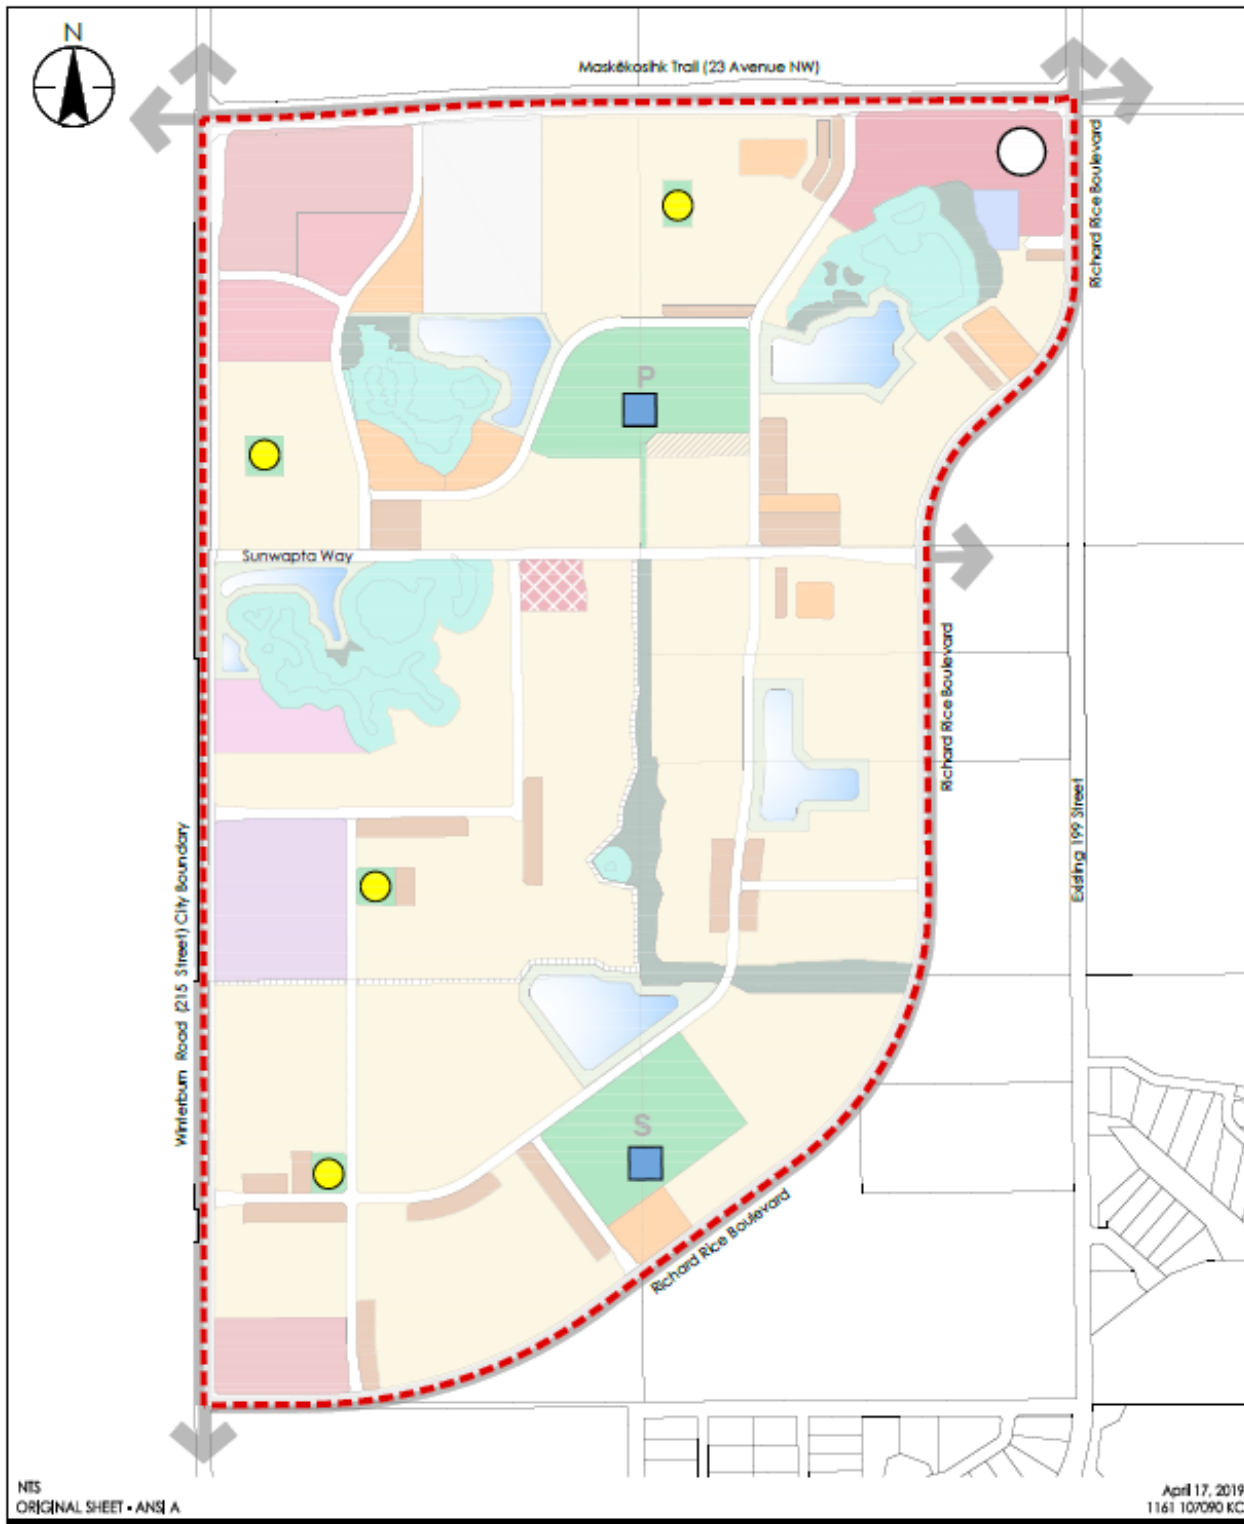 N
Maskêkosihk Trail (23 Avenue NW)
Richard Rice Boulevard
P
Sunwapta Way
Richard Rice Boulevard
Existing 199 Street
Winterburn Road (215 Street) City Boundary
S
Richard Rice Boulevard
NTS
ORIGINAL SHEET • ANSI A
April 17, 2019
1161 107090 KC